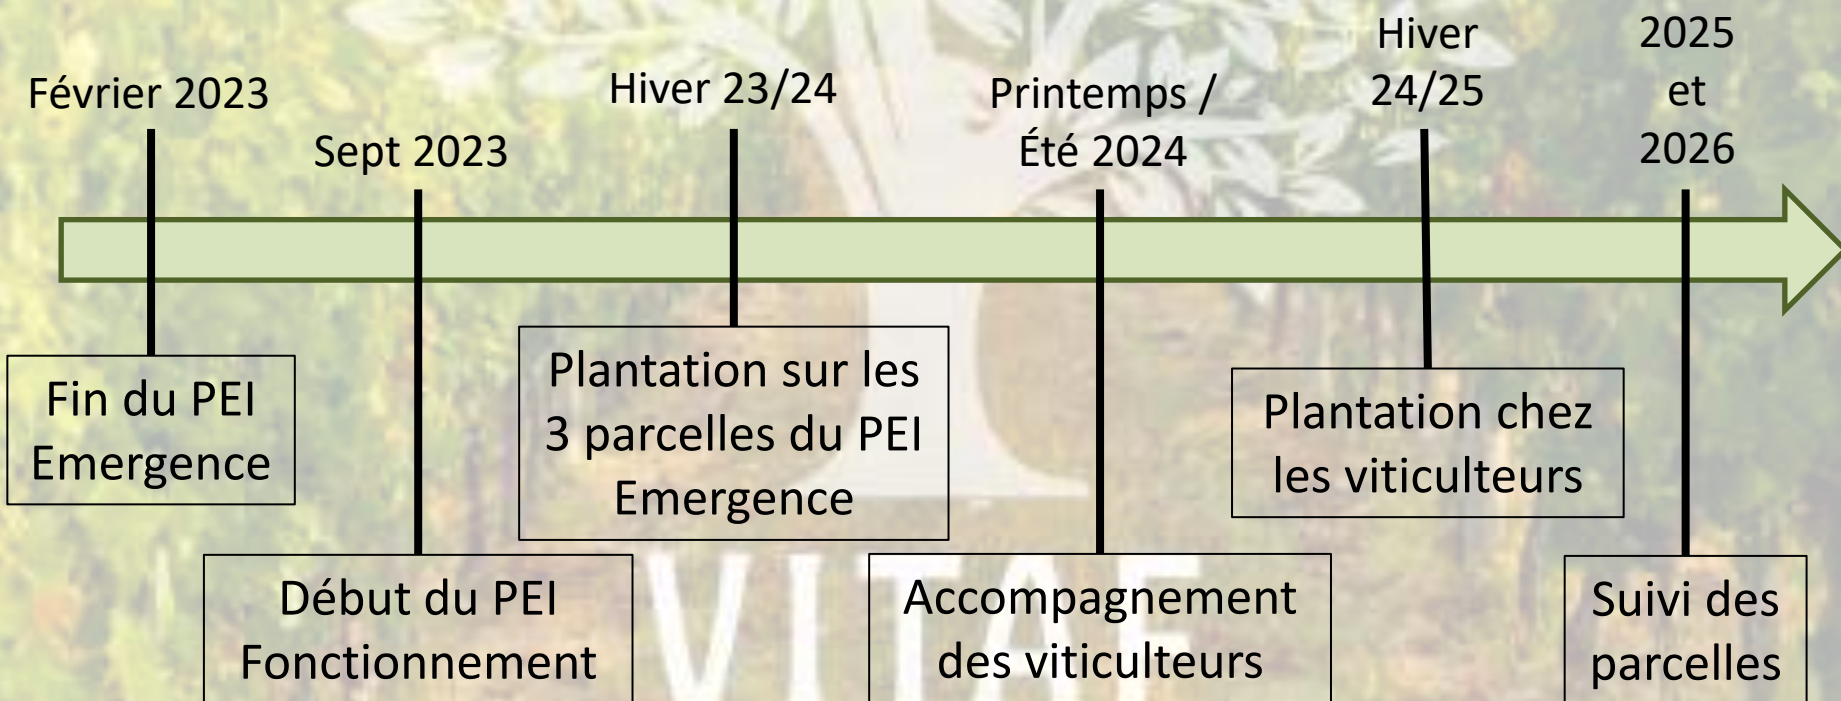 Février 2023
Sept 2023
Hiver 23/24
Printemps /
Été 2024
Hiver
24/25
2025
et
2026
Fin du PEI
Emergence
Début du PEI
Fonctionnement
Plantation sur les
3 parcelles du PEI
Emergence
Accompagnement
des viticulteurs
Plantation chez
les viticulteurs
Suivi des
parcelles
VITAF